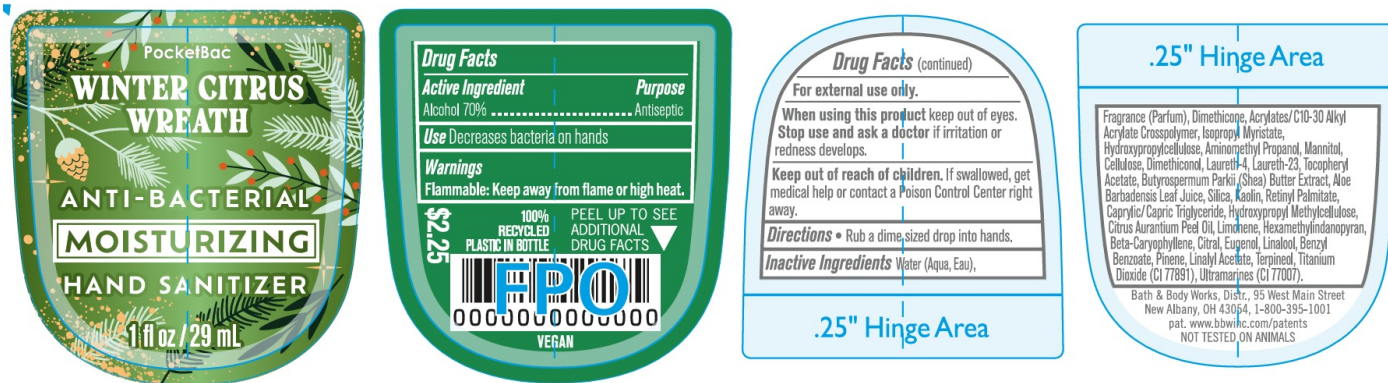 PocketBac
WINTER CITRUS
WREATH
ANTI-BACTERIAL
MOISTURIZING
HAND SANITIZER
1 fl oz / 29 mL
Drug Facts
Active Ingredient Purpose
Alcohol 70% Antiseptic
Use Decreases bacteria on hands
Warnings
Flammable: Keep away from flame or high heat.
$2.25
100%
RECYCLED
PLASTIC IN BOTTLE
PEEL UP TO SEE
ADDITIONAL
DRUG FACTS
FPO
000000000000
VEGAN
Drug Facts (continued)
For external use only.
When using this product keep out of eyes.
Stop use and ask a doctor if irritation or
redness develops.
Keep out of reach of children. If swallowed, get
medical help or contact a Poison Control Center right
away.
Directions • Rub a dime sized drop into hands.
Inactive Ingredients Water (Aqua, Eau),
.25" Hinge Area
.25" Hinge Area
Fragrance (Parfum), Dimethicone, Acrylates/C10-30 Alkyl
Acrylate Crosspolymer, Isopropyl Myristate,
Hydroxypropylcellulose, Aminomethyl Propanol, Mannitol,
Cellulose, Dimethiconol, Laureth-4, Laureth-23, Tocopheryl
Acetate, Butyrospermum Parkii (Shea) Butter Extract, Aloe
Barbadensis Leaf Juice, Silica, Kaolin, Retinyl Palmitate,
Caprylic/Capric Triglyceride, Hydroxypropyl Methylcellulose,
Citrus Aurantium Peel Oil, Limonene, Hexamethylindanopyran,
Beta-Caryophyllene, Citral, Eugenol, Linalool, Benzyl
Benzoate, Pinene, Linalyl Acetate, Terpineol, Titanium
Dioxide (CI 77891), Ultramarines (CI 77007).
Bath & Body Works, Distr., 95 West Main Street
New Albany, OH 43054, 1-800-395-1001
pat. www.bbwinc.com/patents
NOT TESTED ON ANIMALS